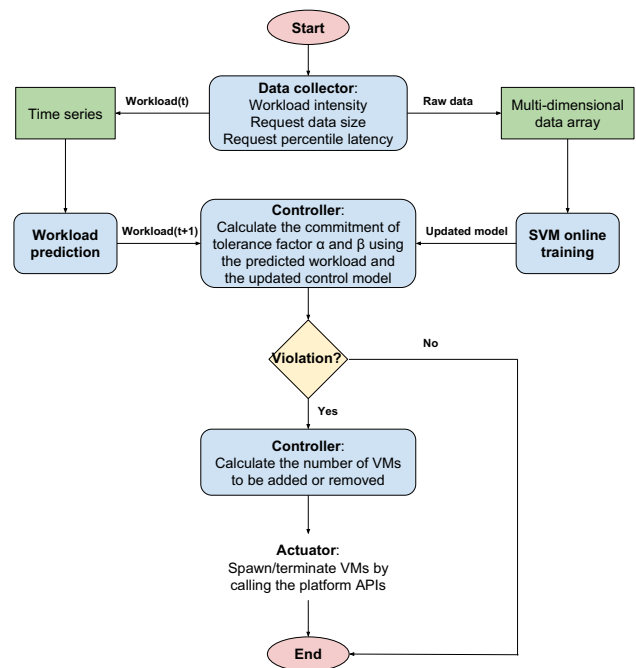 Start
Data collector:
Workload intensity
Request data size
Request percentile latency
Workload(t)
Raw data
Time series
Multi-dimensional
data array
Controller:
Calculate the commitment of
tolerance factor α and β using
the predicted workload and
the updated control model
Workload
prediction
Workload(t+1)
Updated model
SVM online
training
Violation?
No
Yes
Controller:
Calculate the number of VMs
to be added or removed
Actuator:
Spawn/terminate VMs by
calling the platform APIs
End